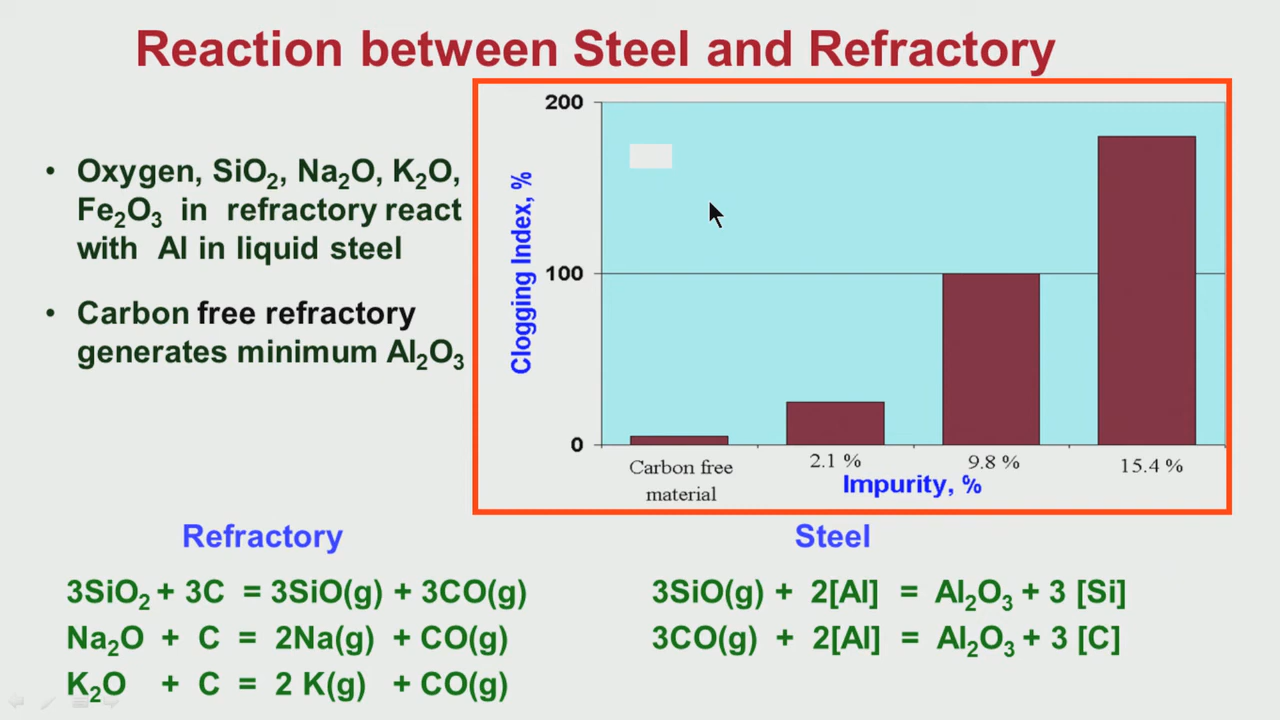 Reaction between Steel and Refractory
• Oxygen, SiO₂, Na₂O, K₂O,
Fe₂O₃ in refractory react
with Al in liquid steel
• Carbon free refractory
generates minimum Al₂O₃
Clogging Index, %
200
100
0
Carbon free
material
2.1 %
9.8 %
15.4 %
Impurity, %
Refractory
3SiO₂ + 3C = 3SiO(g) + 3CO(g)
Na₂O + C = 2Na(g) + CO(g)
K₂O + C = 2 K(g) + CO(g)
Steel
3SiO(g) + 2[Al] = Al₂O₃ + 3 [Si]
3CO(g) + 2[Al] = Al₂O₃ + 3 [C]